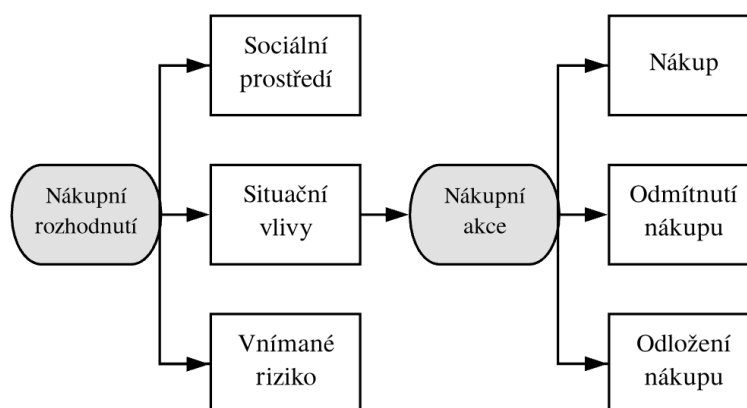 Sociální
prostředí
Nákup
Nákupní
rozhodnutí
Situační
vlivy
Nákupní
akce
Odmítnutí
nákupu
Vnímané
riziko
Odložení
nákupu